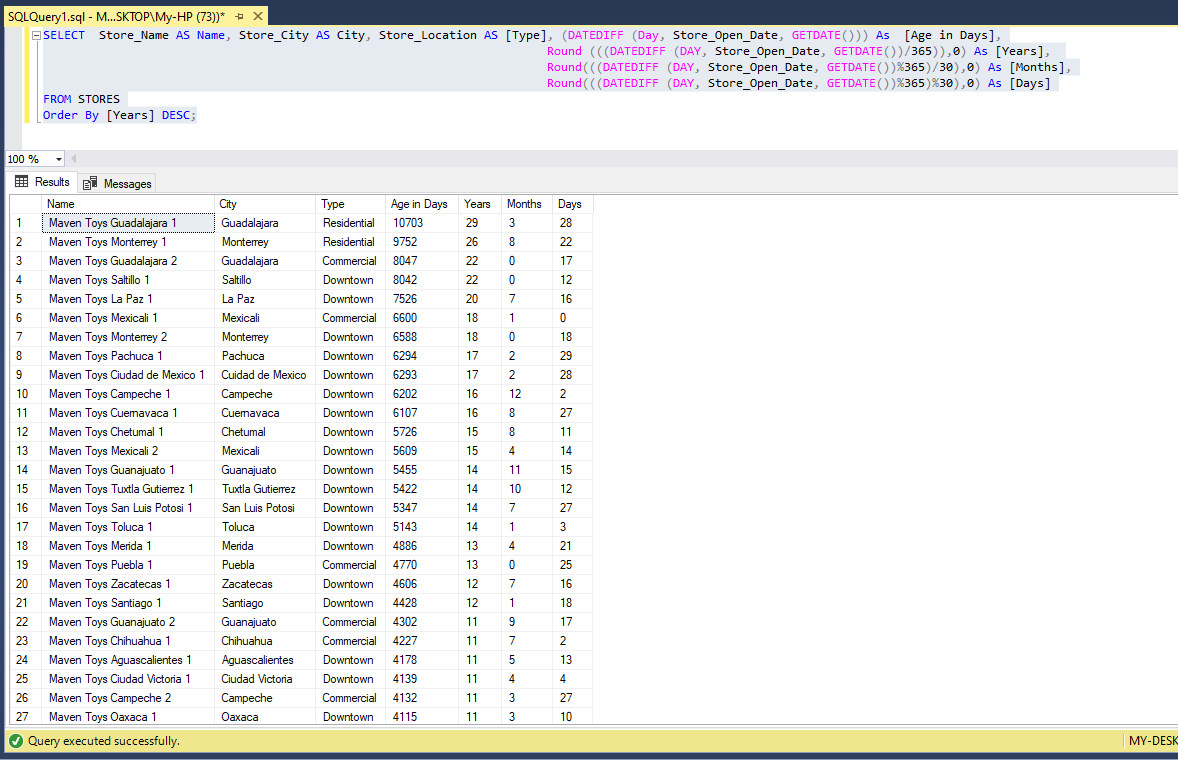 SQLQuery1.sql - M...SKTOP\My-HP (73))*
SELECT Store_Name AS Name, Store_City AS City, Store_Location AS [Type], (DATEDIFF (Day, Store_Open_Date, GETDATE())) As [Age in Days],
Round (((DATEDIFF (DAY, Store_Open_Date, GETDATE())/365)),0) As [Years],
Round(((DATEDIFF (DAY, Store_Open_Date, GETDATE())%365)/30),0) As [Months],
Round(((DATEDIFF (DAY, Store_Open_Date, GETDATE())%365)%30),0) As [Days]
FROM STORES
Order By [Years] DESC;
100 %
Results Messages
Name City Type Age in Days Years Months Days
1 Maven Toys Guadalajara 1 Guadalajara Residential 10703 29 3 28
2 Maven Toys Monterrey 1 Monterrey Residential 9752 26 8 22
3 Maven Toys Guadalajara 2 Guadalajara Commercial 8047 22 0 17
4 Maven Toys Saltillo 1 Saltillo Downtown 8042 22 0 12
5 Maven Toys La Paz 1 La Paz Downtown 7526 20 7 16
6 Maven Toys Mexicali 1 Mexicali Commercial 6600 18 1 0
7 Maven Toys Monterrey 2 Monterrey Downtown 6588 18 0 18
8 Maven Toys Pachuca 1 Pachuca Downtown 6294 17 2 29
9 Maven Toys Ciudad de Mexico 1 Cuidad de Mexico Downtown 6293 17 2 28
10 Maven Toys Campeche 1 Campeche Downtown 6202 16 12 2
11 Maven Toys Cuernavaca 1 Cuernavaca Downtown 6107 16 8 27
12 Maven Toys Chetumal 1 Chetumal Downtown 5726 15 8 11
13 Maven Toys Mexicali 2 Mexicali Downtown 5609 15 4 14
14 Maven Toys Guanajuato 1 Guanajuato Downtown 5455 14 11 15
15 Maven Toys Tuxtla Gutierrez 1 Tuxtla Gutierrez Downtown 5422 14 10 12
16 Maven Toys San Luis Potosi 1 San Luis Potosi Downtown 5347 14 7 27
17 Maven Toys Toluca 1 Toluca Downtown 5143 14 1 3
18 Maven Toys Merida 1 Merida Downtown 4886 13 4 21
19 Maven Toys Puebla 1 Puebla Commercial 4770 13 0 25
20 Maven Toys Zacatecas 1 Zacatecas Downtown 4606 12 7 16
21 Maven Toys Santiago 1 Santiago Downtown 4428 12 1 18
22 Maven Toys Guanajuato 2 Guanajuato Commercial 4302 11 9 17
23 Maven Toys Chihuahua 1 Chihuahua Commercial 4227 11 7 2
24 Maven Toys Aguascalientes 1 Aguascalientes Downtown 4178 11 5 13
25 Maven Toys Ciudad Victoria 1 Ciudad Victoria Downtown 4139 11 4 4
26 Maven Toys Campeche 2 Campeche Commercial 4132 11 3 27
27 Maven Toys Oaxaca 1 Oaxaca Downtown 4115 11 3 10
Query executed successfully. MY-DESK